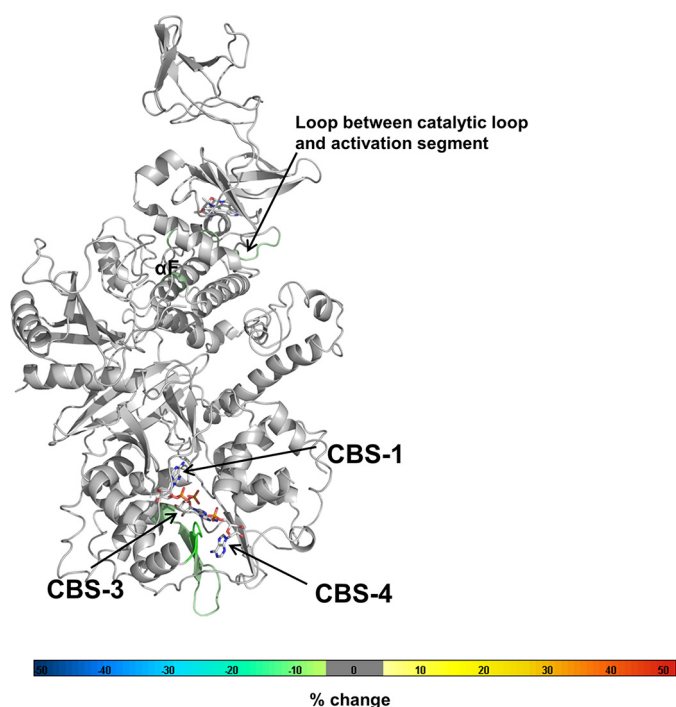 Loop between catalytic loop
and activation segment
αF
CBS-1
CBS-3
CBS-4
-50 -40 -30 -20 -10 0 10 20 30 40 50
% change